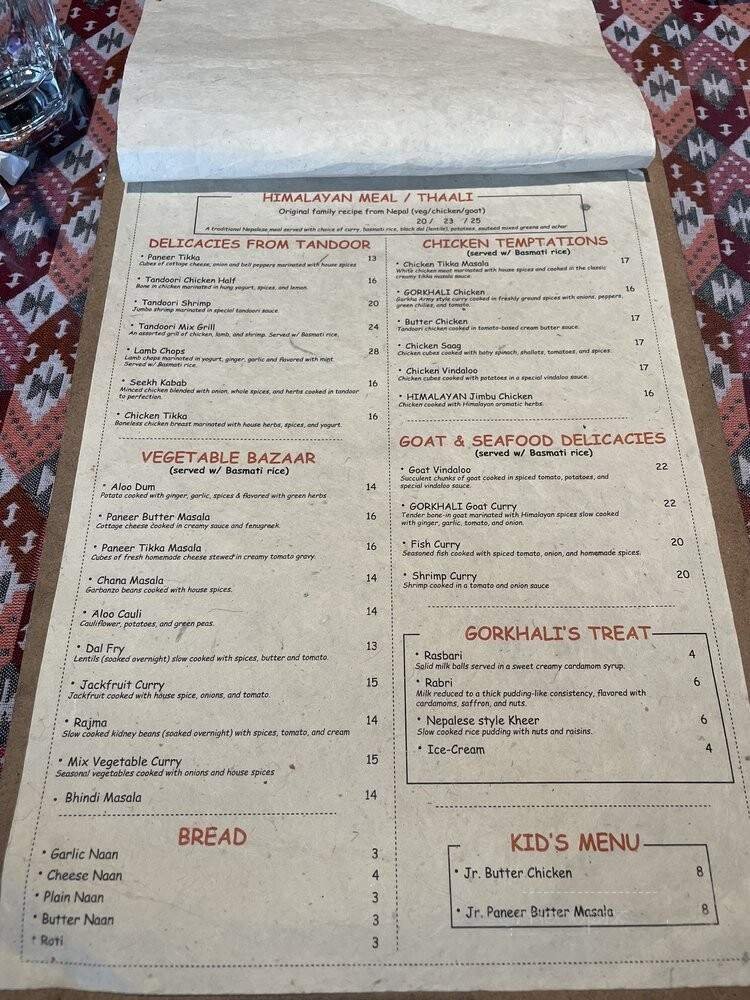 HIMALAYAN MEAL / THAALI
Original family recipe from Nepal (veg/chicken/goat)
20 / 23 / 25
A traditional Nepalese meal served with choice of curry, basmati rice, black dal (lentils), potatoes, sauteed mixed greens and achar
DELICACIES FROM TANDOOR
• Paneer Tikka 13
Cubes of cottage cheese, onion and bell peppers marinated with house spices
• Tandoori Chicken Half 16
Bone in chicken marinated in hung yogurt, spices, and lemon.
• Tandoori Shrimp 20
Jumbo shrimp marinated in special tandoori sauce.
• Tandoori Mix Grill 24
An assorted grill of chicken, lamb, and shrimp. Served w/ Basmati rice.
• Lamb Chops 28
Lamb chops marinated in yogurt, ginger, garlic and flavored with mint.
Served w/ Basmati rice.
• Seekh Kabab 16
Minced chicken blended with onion, whole spices, and herbs cooked in tandoor
to perfection.
• Chicken Tikka 16
Boneless chicken breast marinated with house herbs, spices, and yogurt.
VEGETABLE BAZAAR
(served w/ Basmati rice)
• Aloo Dum 14
Potato cooked with ginger, garlic, spices & flavored with green herbs
• Paneer Butter Masala 16
Cottage cheese cooked in creamy sauce and fenugreek.
• Paneer Tikka Masala 16
Cubes of fresh homemade cheese stewed in creamy tomato gravy.
• Chana Masala 14
Garbanzo beans cooked with house spices.
• Aloo Cauli 14
Cauliflower, potatoes, and green peas.
• Dal Fry 13
Lentils (soaked overnight) slow cooked with spices, butter and tomato.
• Jackfruit Curry 15
Jackfruit cooked with house spice, onions, and tomato.
• Rajma 14
Slow cooked kidney beans (soaked overnight) with spices, tomato, and cream
• Mix Vegetable Curry 15
Seasonal vegetables cooked with onions and house spices
• Bhindi Masala 14
BREAD
• Garlic Naan 3
• Cheese Naan 4
• Plain Naan 3
• Butter Naan 3
• Roti 3
CHICKEN TEMPTATIONS
(served w/ Basmati rice)
• Chicken Tikka Masala 17
White chicken meat marinated with house spices and cooked in the classic
creamy tikka masala sauce.
• GORKHALI Chicken 16
Gorkha Army style curry cooked in freshly ground spices with onions, peppers,
green chilies, and tomato.
• Butter Chicken 17
Tandoori chicken cooked in tomato-based cream butter sauce.
• Chicken Saag 17
Chicken cubes cooked with baby spinach, shallots, tomatoes, and spices.
• Chicken Vindaloo 17
Chicken cubes cooked with potatoes in a special vindaloo sauce.
• HIMALAYAN Jimbu Chicken 16
Chicken cooked with Himalayan aromatic herbs.
GOAT & SEAFOOD DELICACIES
(served w/ Basmati rice)
• Goat Vindaloo 22
Succulent chunks of goat cooked in spiced tomato, potatoes, and
special vindaloo sauce.
• GORKHALI Goat Curry 22
Tender bone-in goat marinated with Himalayan spices slow cooked
with ginger, garlic, tomato, and onion.
• Fish Curry 20
Seasoned fish cooked with spiced tomato, onion, and homemade spices.
• Shrimp Curry 20
Shrimp cooked in a tomato and onion sauce
GORKHALI'S TREAT
• Rasbari 4
Solid milk balls served in a sweet creamy cardamom syrup.
• Rabri 6
Milk reduced to a thick pudding-like consistency, flavored with
cardamoms, saffron, and nuts.
• Nepalese style Kheer 6
Slow cooked rice pudding with nuts and raisins.
• Ice-Cream 4
KID'S MENU
• Jr. Butter Chicken 8
• Jr. Paneer Butter Masala 8